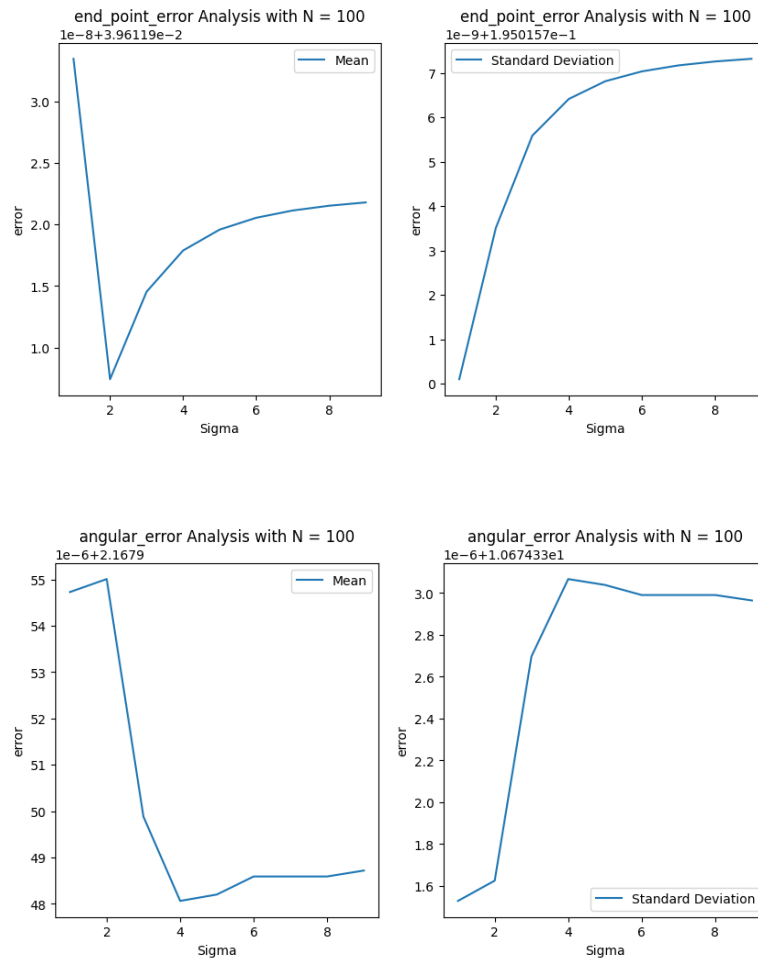 end_point_error Analysis with N = 100
1e−8+3.96119e−2
Mean
3.0
2.5
2.0
1.5
1.0
error
2 4 6 8
Sigma
end_point_error Analysis with N = 100
1e−9+1.950157e−1
Standard Deviation
7
6
5
4
3
2
1
0
error
2 4 6 8
Sigma
angular_error Analysis with N = 100
1e−6+2.1679
Mean
55
54
53
52
51
50
49
48
error
2 4 6 8
Sigma
angular_error Analysis with N = 100
1e−6+1.067433e1
3.0
2.8
2.6
2.4
2.2
2.0
1.8
1.6
error
Standard Deviation
2 4 6 8
Sigma